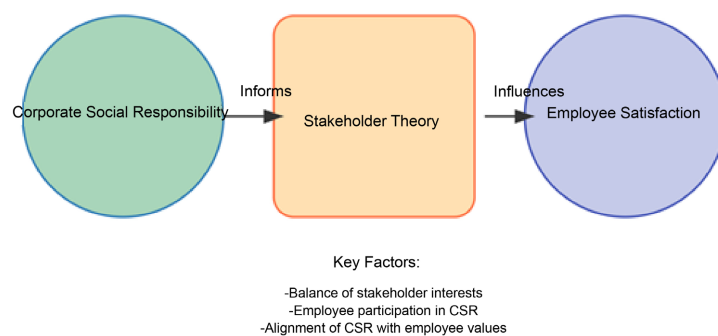 Informs
Influences
Corporate Social Responsibility
Stakeholder Theory
Employee Satisfaction
Key Factors:
-Balance of stakeholder interests
-Employee participation in CSR
-Alignment of CSR with employee values